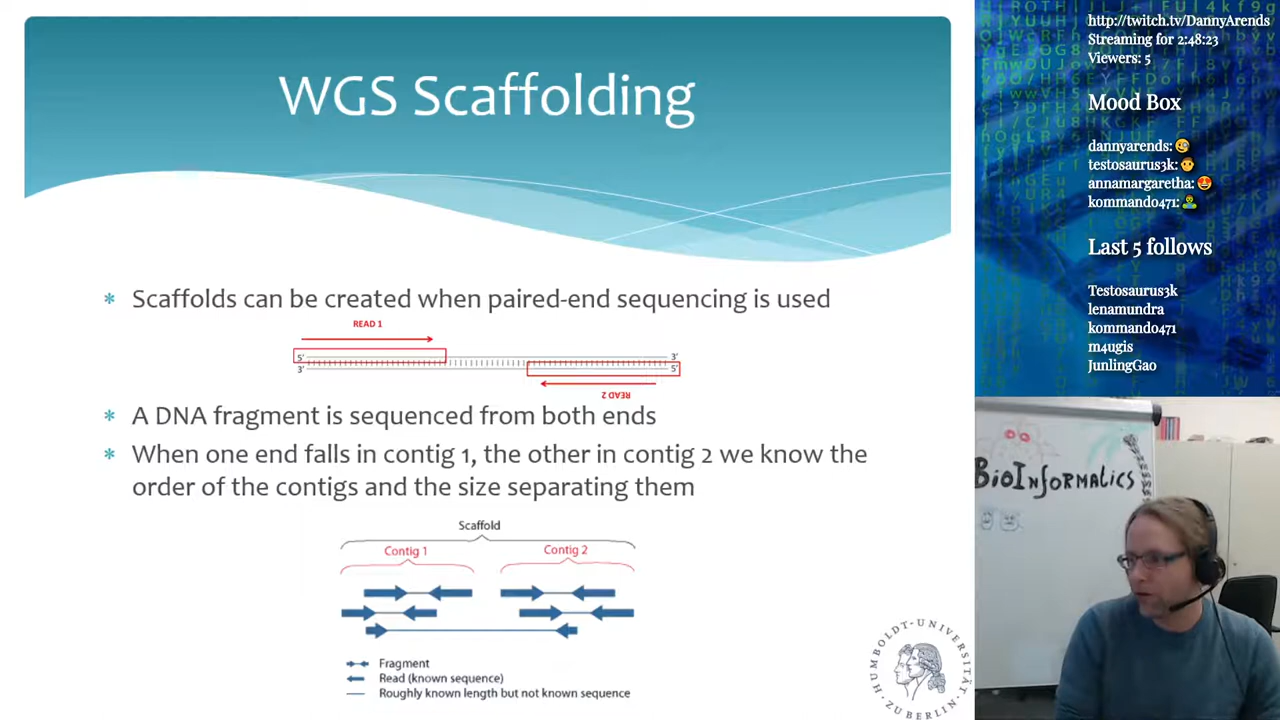 WGS Scaffolding
* Scaffolds can be created when paired-end sequencing is used
READ 1
5' 3'
3' 5'
READ 2
* A DNA fragment is sequenced from both ends
* When one end falls in contig 1, the other in contig 2 we know the
order of the contigs and the size separating them
Scaffold
Contig 1 Contig 2
Fragment
Read (known sequence)
Roughly known length but not known sequence
HUMBOLDT-UNIVERSITÄT
ZU BERLIN
http://twitch.tv/DannyArends
Streaming for 2:48:23
Viewers: 5
Mood Box
dannyarends:
testosaurus3k:
annamargaretha:
kommando471:
Last 5 follows
Testosaurus3k
lenamundra
kommando471
m4ugis
JunlingGao
BioInformatics